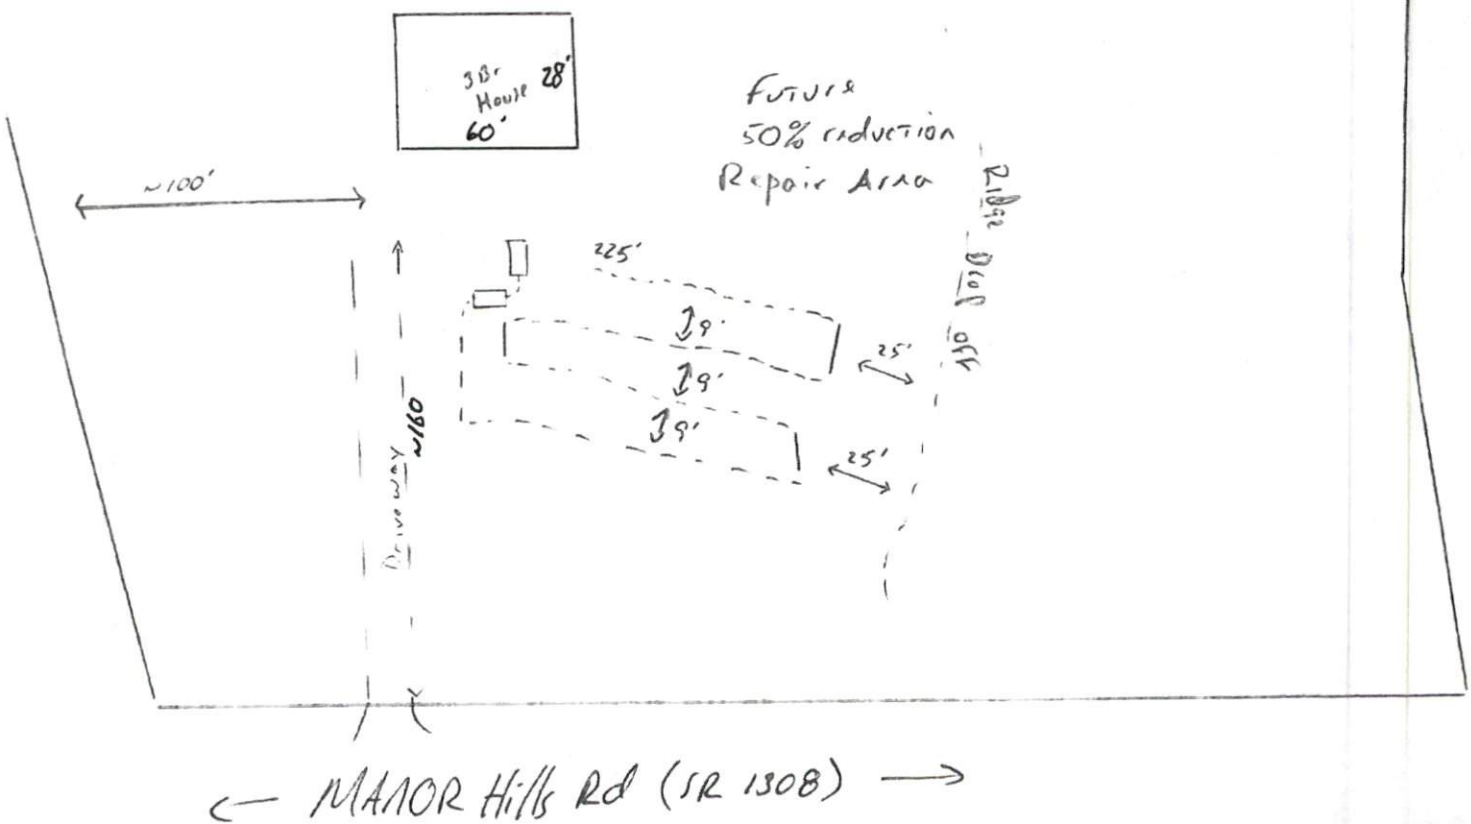 3Br
House 28'
60'
Future
50% reduction
Repair Area
~100'
225'
9'
9'
9'
25'
25'
Ridge Drop off
Driveway
~160
← MANOR Hills Rd (SR 1308) →